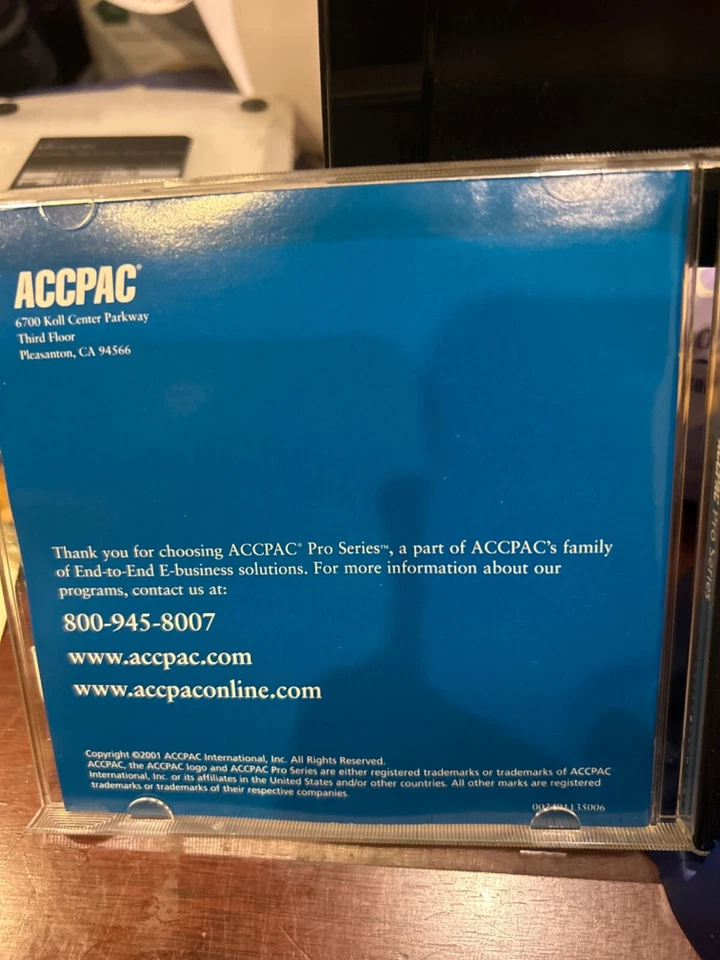 ACCPAC®
6700 Koll Center Parkway
Third Floor
Pleasanton, CA 94566
Thank you for choosing ACCPAC® Pro Series™, a part of ACCPAC's family
of End-to-End E-business solutions. For more information about our
programs, contact us at:
800-945-8007
www.accpac.com
www.accpaconline.com
Copyright ©2001 ACCPAC International, Inc. All Rights Reserved.
ACCPAC, the ACCPAC logo and ACCPAC Pro Series are either registered trademarks or trademarks of ACCPAC
International, Inc. or its affiliates in the United States and/or other countries. All other marks are registered
trademarks or trademarks of their respective companies.
Pro Series